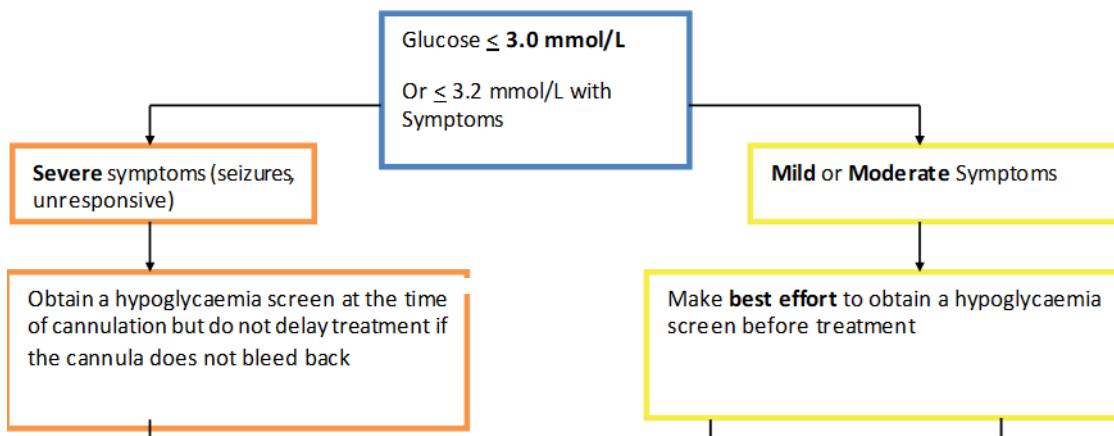 Glucose ≤ 3.0 mmol/L
Or ≤ 3.2 mmol/L with
Symptoms
Severe symptoms (seizures,
unresponsive)
Mild or Moderate Symptoms
Obtain a hypoglycaemia screen at the time
of cannulation but do not delay treatment if
the cannula does not bleed back
Make best effort to obtain a hypoglycaemia
screen before treatment